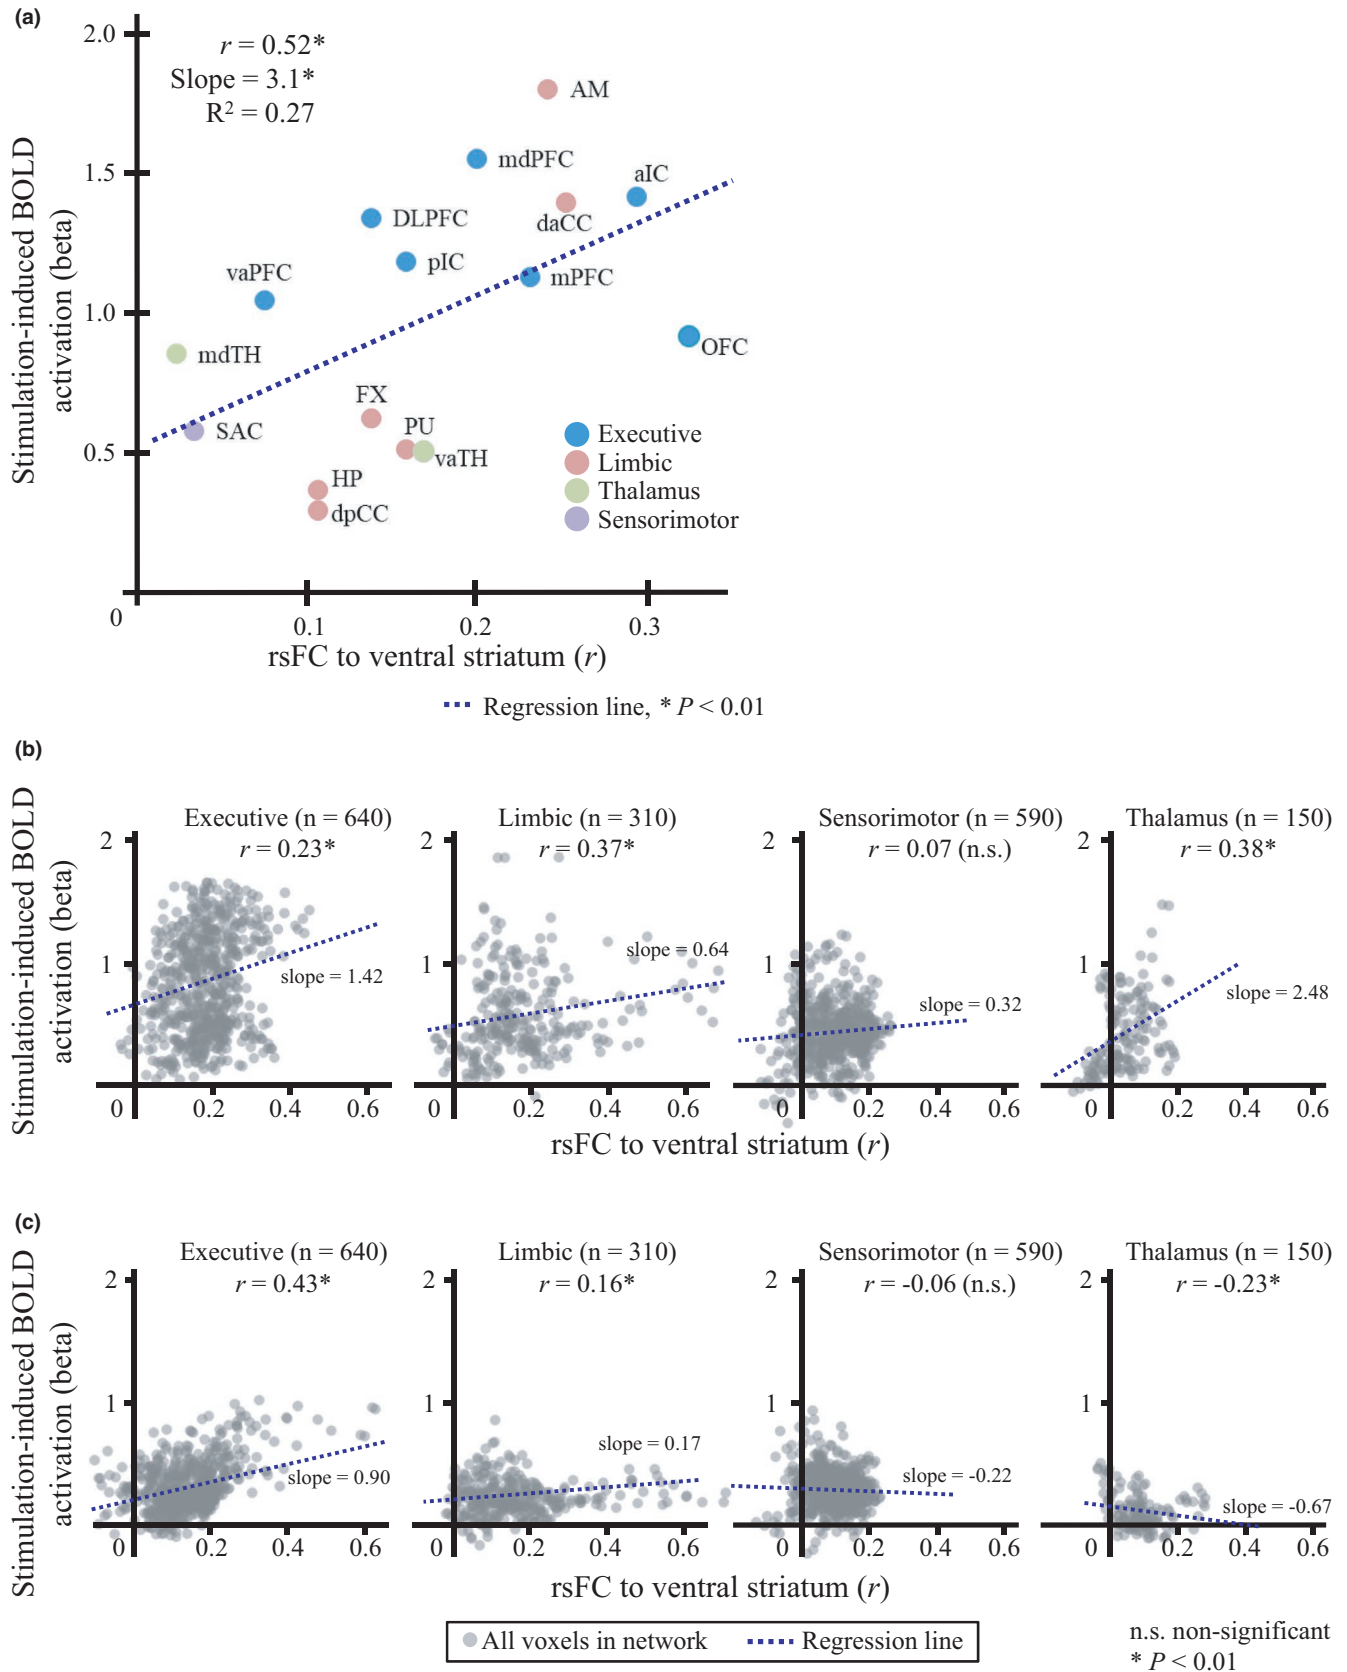 (a)
2.0
1.5
1.0
0.5
0
0.1
0.2
0.3
Stimulation-induced BOLD
activation (beta)
r = 0.52*
Slope = 3.1*
R² = 0.27
AM
mdPFC
aIC
DLPFC
daCC
pIC
vaPFC
mPFC
OFC
mdTH
FX
SAC
PU
vaTH
HP
dpCC
Executive
Limbic
Thalamus
Sensorimotor
rsFC to ventral striatum (r)
Regression line, * P < 0.01
(b)
Stimulation-induced BOLD
activation (beta)
Executive (n = 640)
r = 0.23*
2
1
slope = 1.42
0
0.2
0.4
0.6
Limbic (n = 310)
r = 0.37*
2
1
slope = 0.64
0
0.2
0.4
0.6
Sensorimotor (n = 590)
r = 0.07 (n.s.)
2
1
slope = 0.32
0
0.2
0.4
0.6
Thalamus (n = 150)
r = 0.38*
2
1
slope = 2.48
0
0.2
0.4
0.6
rsFC to ventral striatum (r)
(c)
Stimulation-induced BOLD
activation (beta)
Executive (n = 640)
r = 0.43*
2
1
slope = 0.90
0
0.2
0.4
0.6
Limbic (n = 310)
r = 0.16*
2
1
slope = 0.17
0
0.2
0.4
0.6
Sensorimotor (n = 590)
r = -0.06 (n.s.)
2
1
slope = -0.22
0
0.2
0.4
0.6
Thalamus (n = 150)
r = -0.23*
2
1
slope = -0.67
0
0.2
0.4
0.6
rsFC to ventral striatum (r)
All voxels in network
Regression line
n.s. non-significant
* P < 0.01